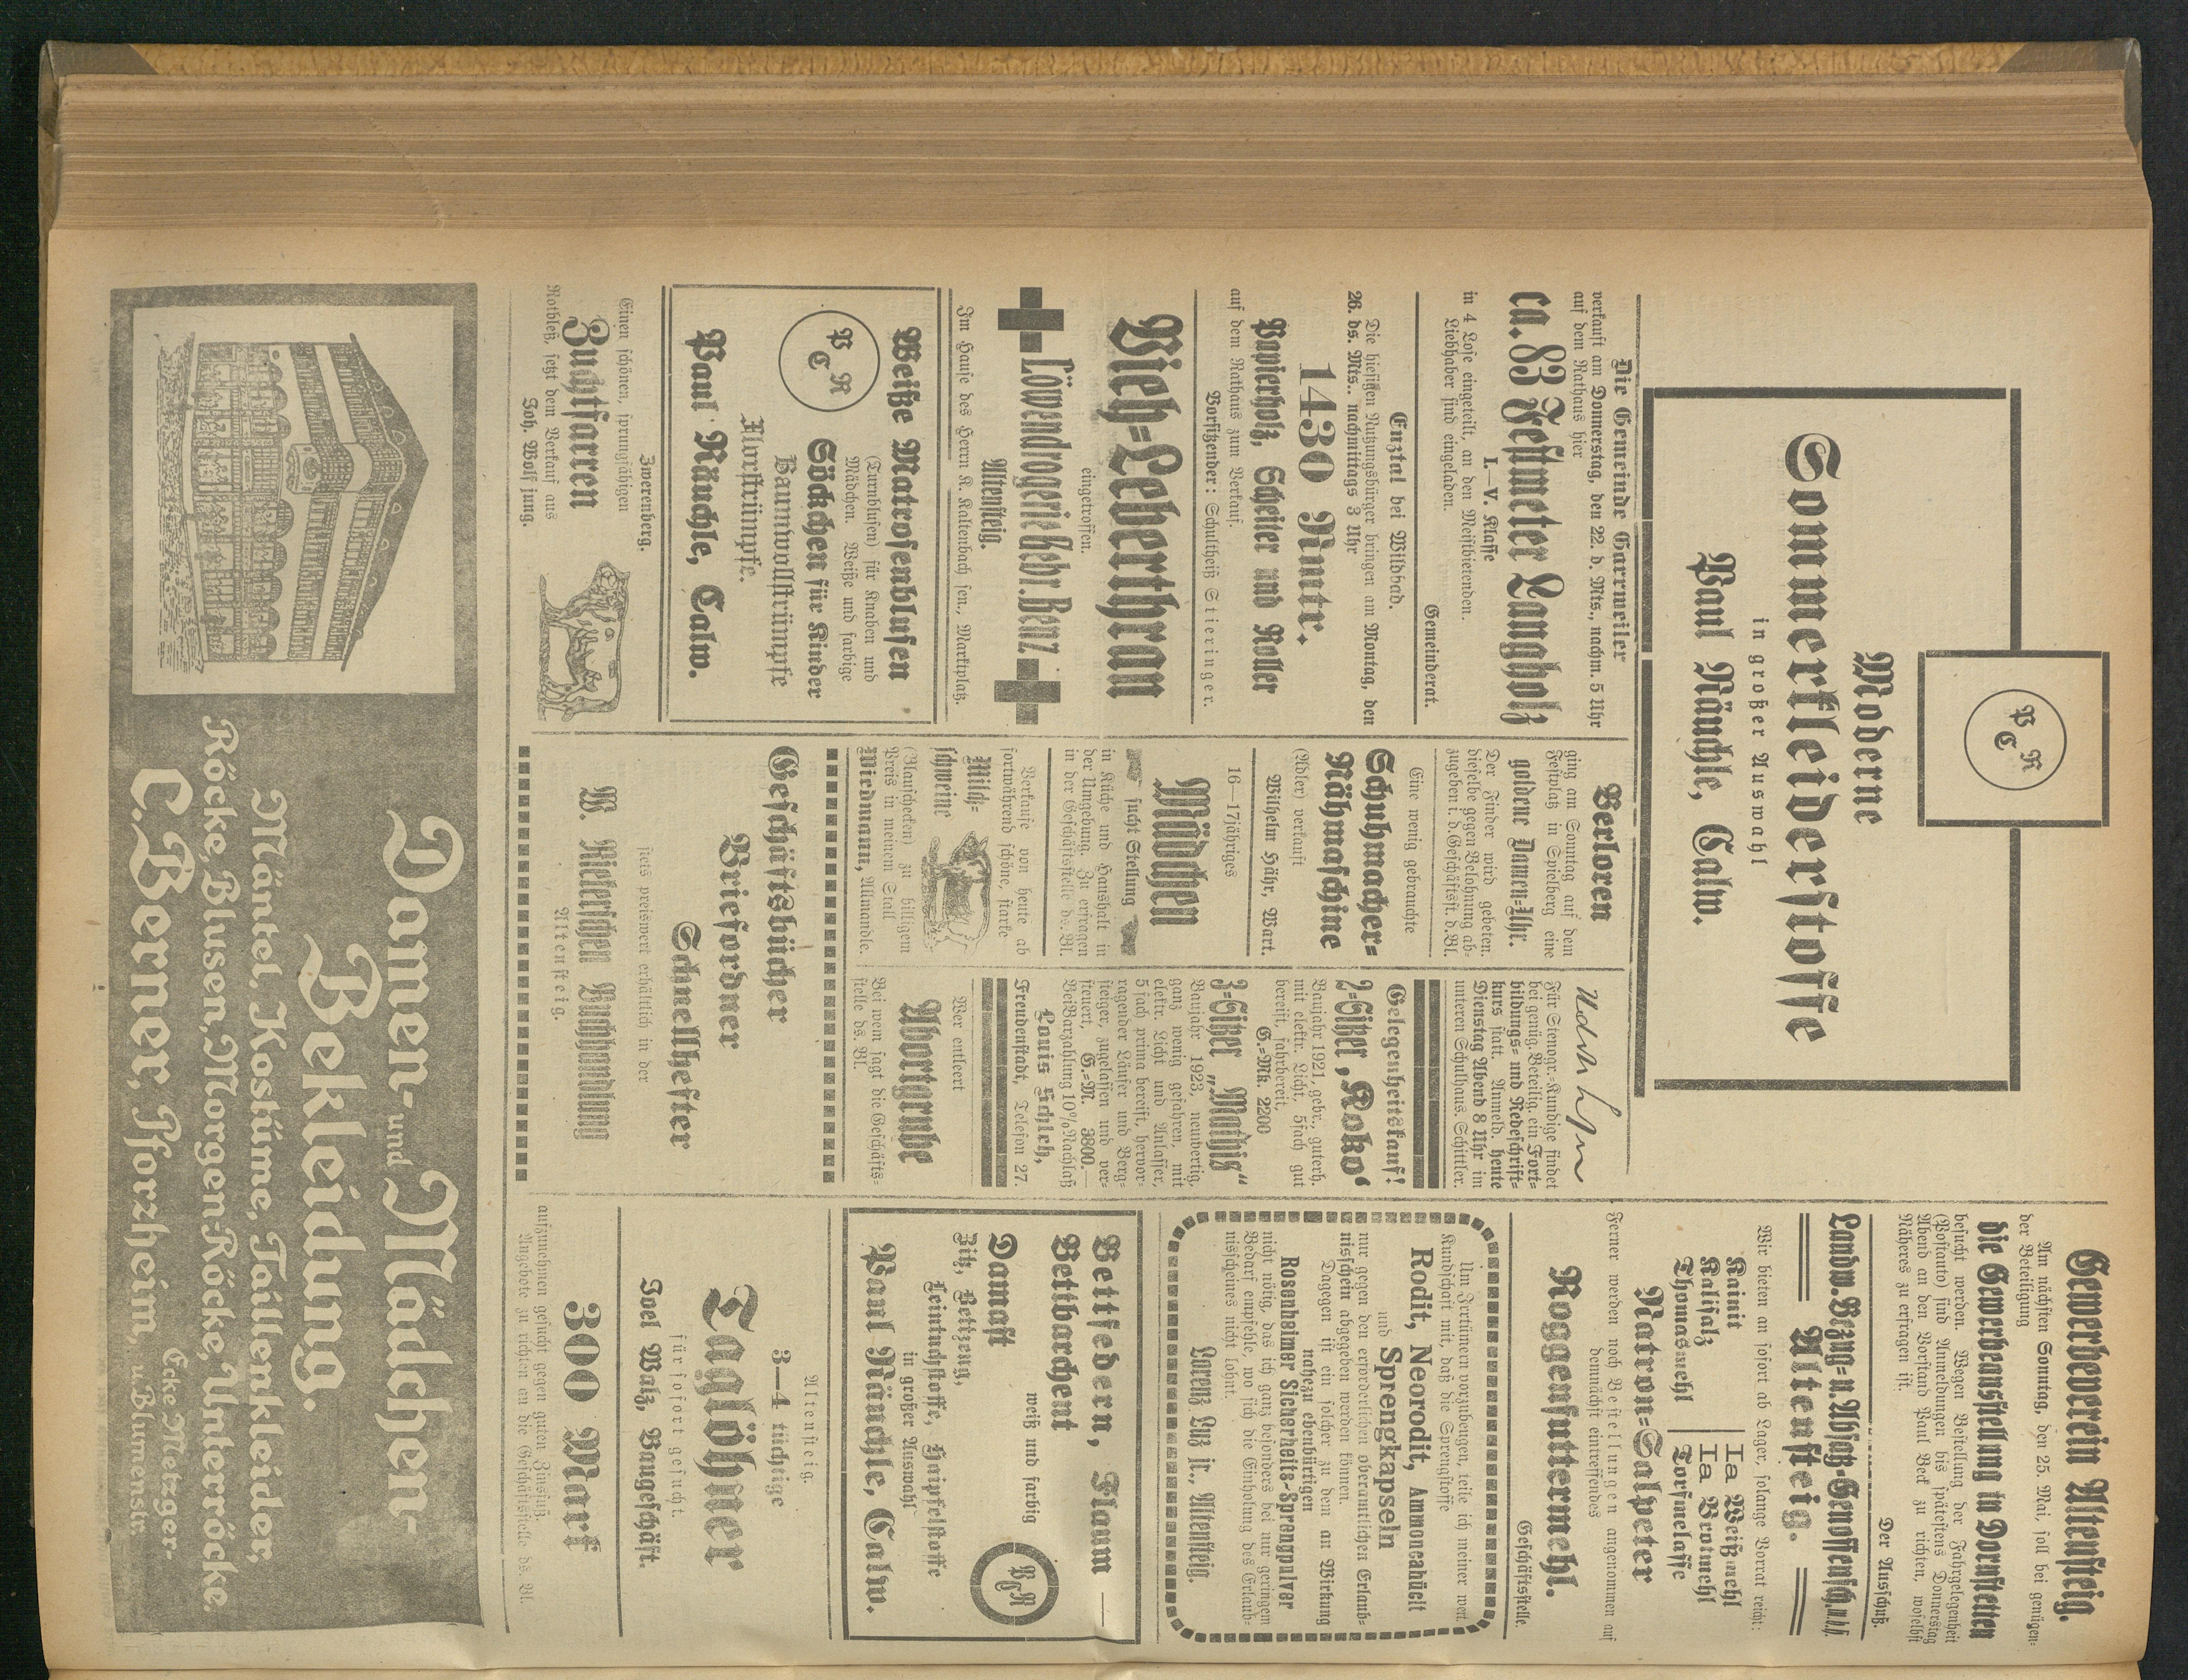 P R
C
Moderne
Sommerkleiderstoffe
in großer Auswahl
Paul Räuchle, Calw.
Die Gemeinde Garrweiler
verkauft am Donnerstag, den 22. d. Mts., nachm. 5 Uhr
auf dem Rathaus hier
ca. 83 Festmeter Langholz
I.—V. Klasse
in 4 Lose eingeteilt, an den Meistbietenden.
Liebhaber sind eingeladen.
Gemeinderat.
Enztal bei Wildbad.
Die hiesigen Nutzungsbürger bringen am Montag, den
26. ds. Mts., nachmittags 3 Uhr
1430 Rmtr.
Papierholz, Scheiter und Roller
auf dem Rathaus zum Verkauf.
Vorsitzender: Schultheiß Stieringer.
Vieh-Lebertran
eingetroffen.
Löwendrogerie Gebr. Benz
Altensteig.
Im Hause des Herrn K. Kaltenbach sen., Marktplatz.
Weiße Matrosenblusen
(Turnblusen) für Knaben und
Mädchen. Weiße und farbige
Söckchen für Kinder
Baumwollstrümpfe
Florstrümpfe.
P R
C
Paul Räuchle, Calw.
Zwerenberg.
Einen schönen, sprungfähigen
Zuchtfarren
Rotbleß, setzt dem Verkauf aus
Joh. Wolf jung.
Verloren
ging am Sonntag auf dem
Festplatz in Spielberg eine
goldene Damen-Uhr.
Der Finder wird gebeten,
dieselbe gegen Belohnung ab-
zugeben i. d. Geschäftsst. d. Bl.
Eine wenig gebrauchte
Schuhmacher-
Nähmaschine
(Adler) verkauft
Wilhelm Hähr, Wart.
16—17jähriges
Mädchen
sucht Stellung
in Küche und Haushalt in
der Umgebung. Zu erfragen
in der Geschäftsstelle ds. Bl.
Verkaufe von heute ab
fortwährend schöne, starke
Milch-
schweine
(Blauschecken) zu billigem
Preis in meinem Stall
Wiedmann, Allmandle.
Für Stenogr.-Kundige findet
bei genüg. Beteilig. ein Fort-
bildungs- und Redeschrift-
kurs statt. Anmeld. heute
Dienstag Abend 8 Uhr im
unteren Schulhaus. Schittler.
Gelegenheitskauf!
2-Sitzer „Koko“
Baujahr 1921, gebr., guterh.
mit elektr. Licht, 5fach gut
bereift, fahrbereit,
G.-Mk. 2200
3-Sitzer „Mathis“
Baujahr 1923, neuwertig,
ganz wenig gefahren, mit
elektr. Licht und Anlasser,
5fach prima bereift, hervor-
ragender Läufer und Berg-
steiger, zugelassen und ver-
steuert, G.-M. 3800.—
Bei Barzahlung 10% Nachlaß
Louis Schleh,
Freudenstadt, Telefon 27.
Wer entleert
Abortgrube
Bei wem sagt die Geschäfts-
stelle ds. Bl.
Geschäftsbücher
Briefordner
Schnellhefter
stets preiswert erhältlich in der
W. Rieker'schen Buchhandlung
Altensteig.
Gewerbeverein Altensteig.
Am nächsten Sonntag, den 25. Mai, soll bei genügen-
der Beteiligung
die Gewerbeausstellung in Dornstetten
besucht werden. Wegen Bestellung der Fahrgelegenheit
(Postauto) sind Anmeldungen bis spätestens Donnerstag
Abend an den Vorstand Paul Beck zu richten, woselbst
Näheres zu erfragen ist.
Der Ausschuß.
Landw. Bezug- u. Absatz-Genossensch.
Altensteig.
Wir bieten an sofort ab Lager, solange Vorrat reicht:
Kainit
Kalisalz
Thomasmehl
Ia Weißmehl
Ia Brotmehl
Torfmelasse
Natron-Salpeter
Ferner werden noch Bestellungen angenommen auf
demnächst eintreffendes
Roggenfuttermehl.
Geschäftsstelle.
Um Irrtümern vorzubeugen, teile ich meiner wert.
Kundschaft mit, daß die Sprengstoffe
Rodit, Neorodit, Ammoncahücit
und Sprengkapseln
nur gegen den erforderlichen oberamtlichen Erlaub-
nisschein abgegeben werden können.
Dagegen ist ein solcher zu dem an Wirkung
nahezu ebenbürtigen
Rosenheimer Sicherheits-Sprengpulver
nicht nötig, das ich ganz besonders bei nur geringem
Bedarf empfehle, wo sich die Einholung des Erlaub-
nisscheines nicht lohnt.
Lorenz Luz jr., Altensteig.
Bettfedern, Flaum —
Bettbarchent
weiß und farbig
Damast
Zitz, Bettzeug,
Leintuchstoffe, Haipfelstoffe
in großer Auswahl
P R
C
Paul Räuchle, Calw.
Altensteig.
3—4 tüchtige
Taglöhner
für sofort gesucht.
Joel Walz, Baugeschäft.
300 Mark
aufzunehmen gesucht gegen guten Zinsfuß.
Angebote zu richten an die Geschäftsstelle ds. Bl.
Damen- und Mädchen-
Bekleidung.
Mäntel, Kostüme, Taillenkleider,
Röcke, Blusen, Morgen-Röcke, Unterröcke
C. Berner, Pforzheim,
Ecke Metzger-
u. Blumenstr.